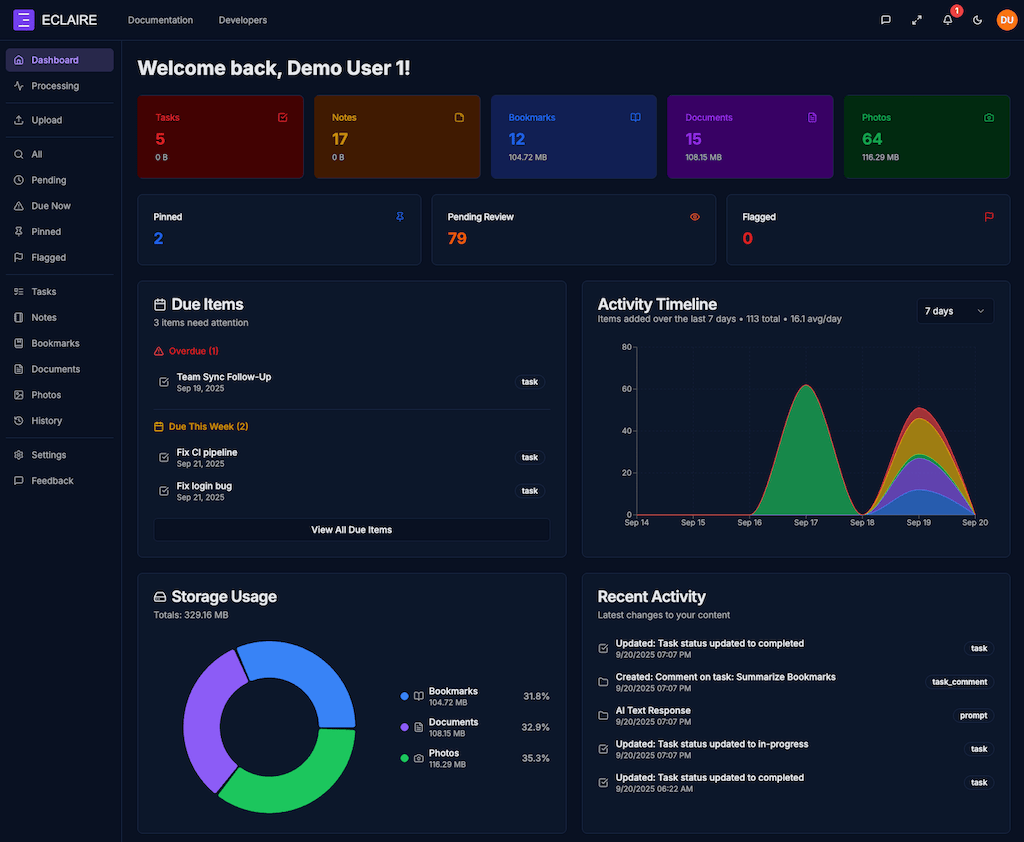 ECLAIRE
Documentation
Developers
1
DU
Dashboard
Processing
Upload
All
Pending
Due Now
Pinned
Flagged
Tasks
Notes
Bookmarks
Documents
Photos
History
Settings
Feedback
Welcome back, Demo User 1!
Tasks
5
0 B
Notes
17
0 B
Bookmarks
12
104.72 MB
Documents
15
108.15 MB
Photos
64
116.29 MB
Pinned
2
Pending Review
79
Flagged
0
Due Items
3 items need attention
Overdue (1)
Team Sync Follow-Up
task
Sep 19, 2025
Due This Week (2)
Fix CI pipeline
task
Sep 21, 2025
Fix login bug
task
Sep 21, 2025
View All Due Items
Activity Timeline
Items added over the last 7 days • 113 total • 16.1 avg/day
7 days
80
60
40
20
0
Sep 14 Sep 15 Sep 16 Sep 17 Sep 18 Sep 19 Sep 20
Storage Usage
Totals: 329.16 MB
Bookmarks
104.72 MB
31.8%
Documents
108.15 MB
32.9%
Photos
116.29 MB
35.3%
Recent Activity
Latest changes to your content
Updated: Task status updated to completed
9/20/2025 07:07 PM
task
Created: Comment on task: Summarize Bookmarks
9/20/2025 07:07 PM
task_comment
AI Text Response
9/20/2025 07:07 PM
prompt
Updated: Task status updated to in-progress
9/20/2025 07:07 PM
task
Updated: Task status updated to completed
9/20/2025 06:22 AM
task